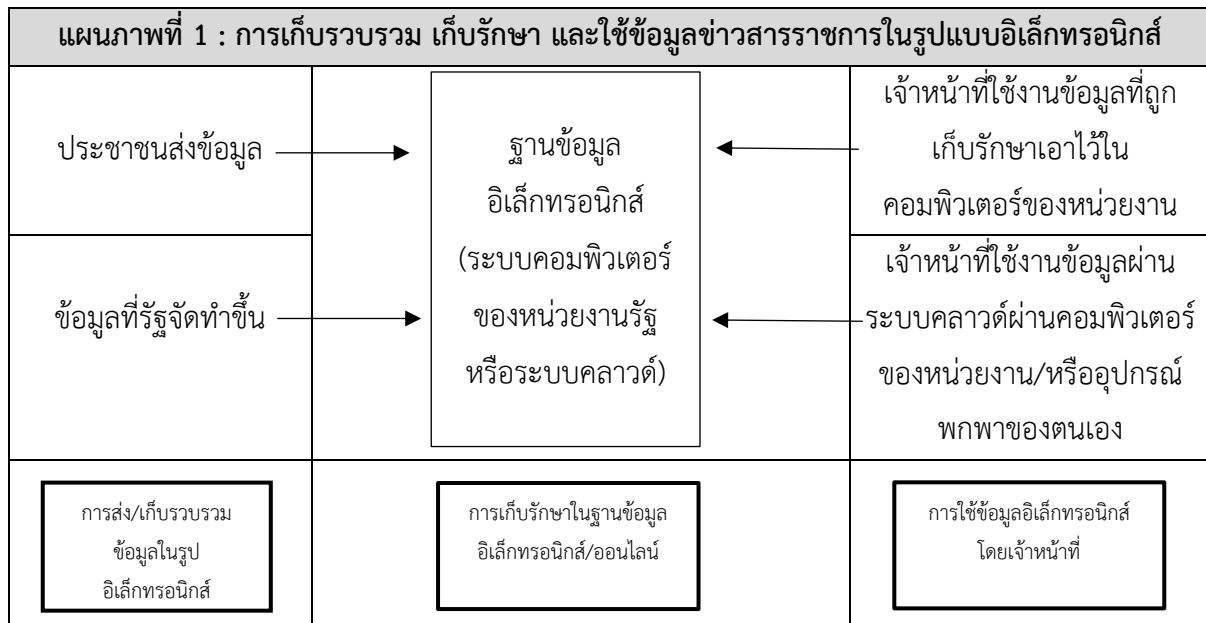 แผนภาพที่ 1 : การเก็บรวบรวม เก็บรักษา และใช้ข้อมูลข่าวสารราชการในรูปแบบอิเล็กทรอนิกส์
ประชาชนส่งข้อมูล
ข้อมูลที่รัฐจัดทำขึ้น
ฐานข้อมูล
อิเล็กทรอนิกส์
(ระบบคอมพิวเตอร์
ของหน่วยงานรัฐ
หรือระบบคลาวด์)
เจ้าหน้าที่ใช้งานข้อมูลที่ถูก
เก็บรักษาเอาไว้ใน
คอมพิวเตอร์ของหน่วยงาน
เจ้าหน้าที่ใช้งานข้อมูลผ่าน
ระบบคลาวด์ผ่านคอมพิวเตอร์
ของหน่วยงาน/หรืออุปกรณ์
พกพาของตนเอง
การส่ง/เก็บรวบรวม
ข้อมูลในรูป
อิเล็กทรอนิกส์
การเก็บรักษาในฐานข้อมูล
อิเล็กทรอนิกส์/ออนไลน์
การใช้ข้อมูลอิเล็กทรอนิกส์
โดยเจ้าหน้าที่